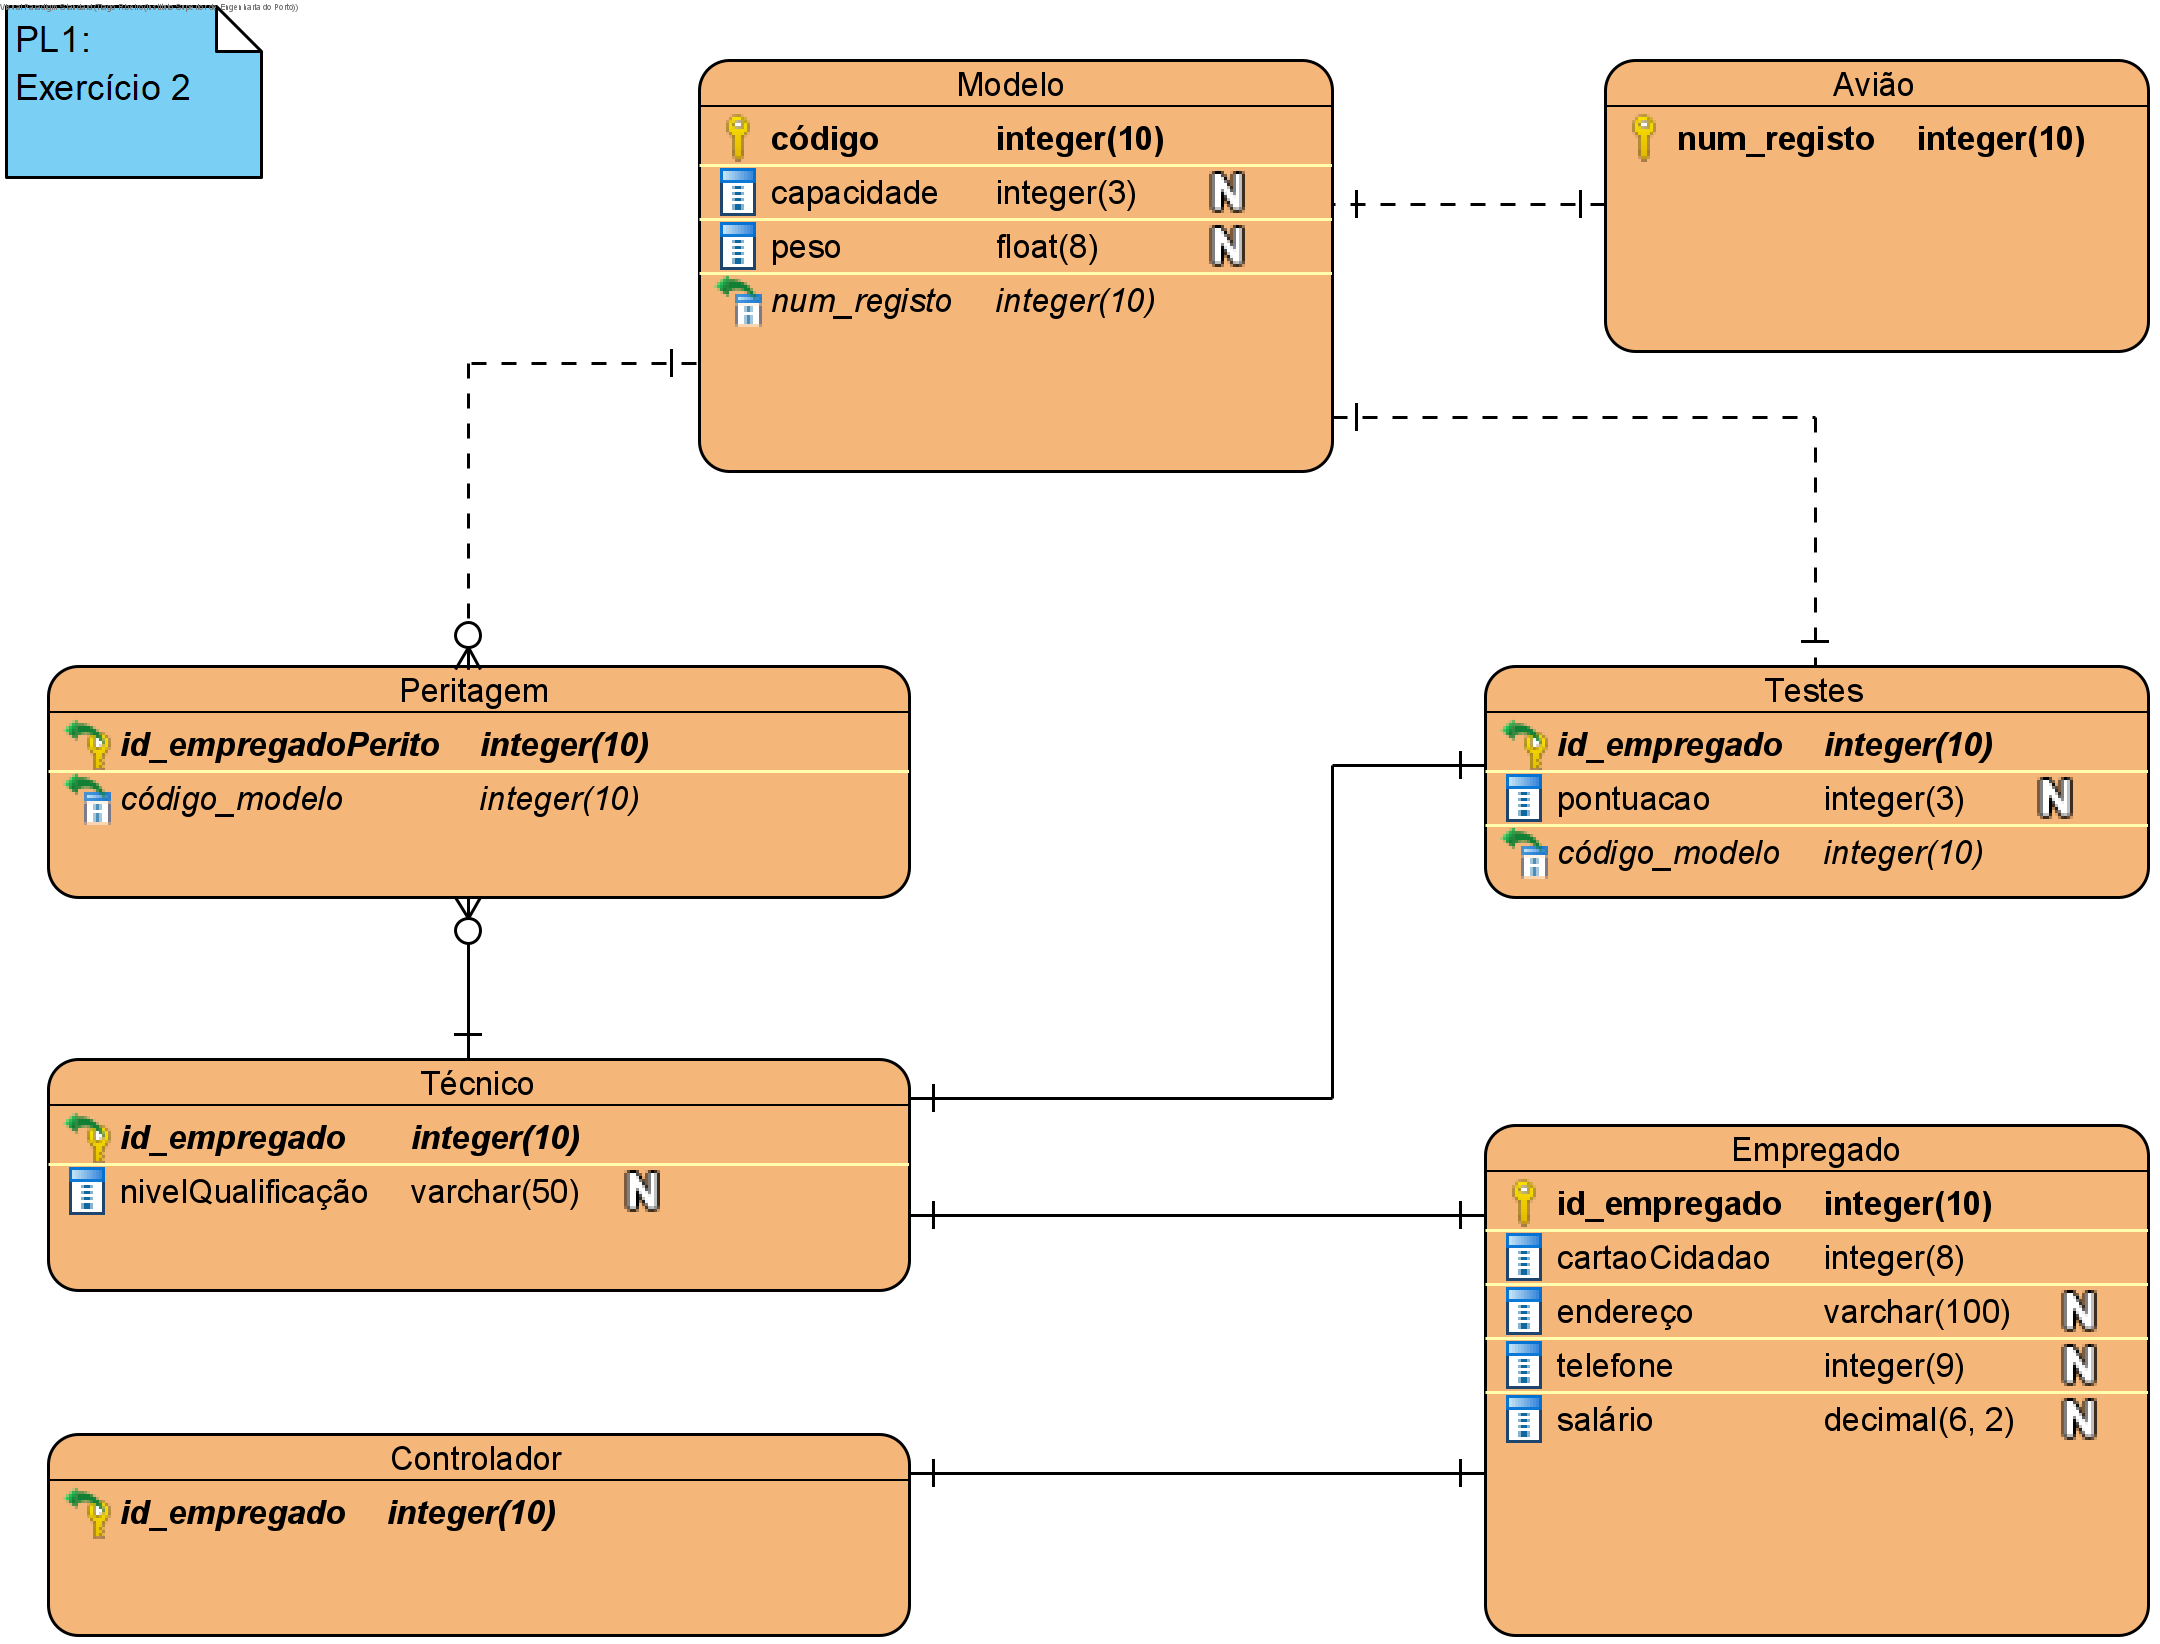 PL1:
Exercício 2
Modelo
código integer(10)
capacidade integer(3) N
peso float(8) N
num_registo integer(10)
Avião
num_registo integer(10)
Peritagem
id_empregadoPerito integer(10)
código_modelo integer(10)
Testes
id_empregado integer(10)
pontuacao integer(3) N
código_modelo integer(10)
Técnico
id_empregado integer(10)
nivelQualificação varchar(50) N
Empregado
id_empregado integer(10)
cartaoCidadao integer(8)
endereço varchar(100) N
telefone integer(9) N
salário decimal(6, 2) N
Controlador
id_empregado integer(10)